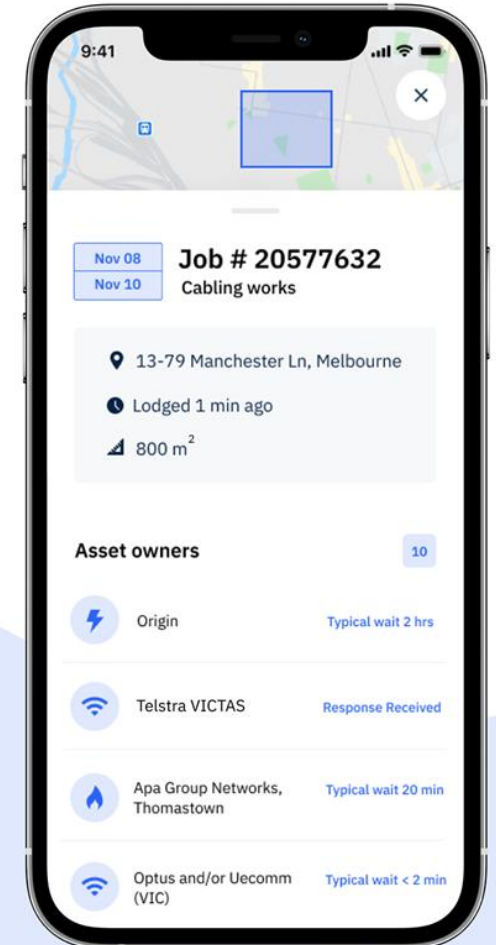 9:41
Nov 08
Nov 10
Job # 20577632
Cabling works
13-79 Manchester Ln, Melbourne
Lodged 1 min ago
800 m²
Asset owners
10
Origin
Typical wait 2 hrs
Telstra VICTAS
Response Received
Apa Group Networks,
Thomastown
Typical wait 20 min
Optus and/or Uecomm
(VIC)
Typical wait < 2 min